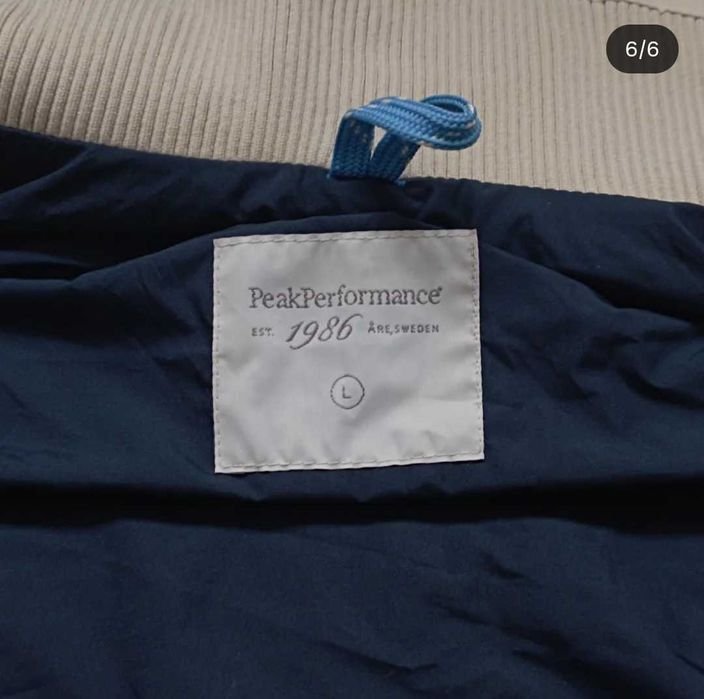 6/6
PeakPerformance®
EST. 1986 ÅRE, SWEDEN
L